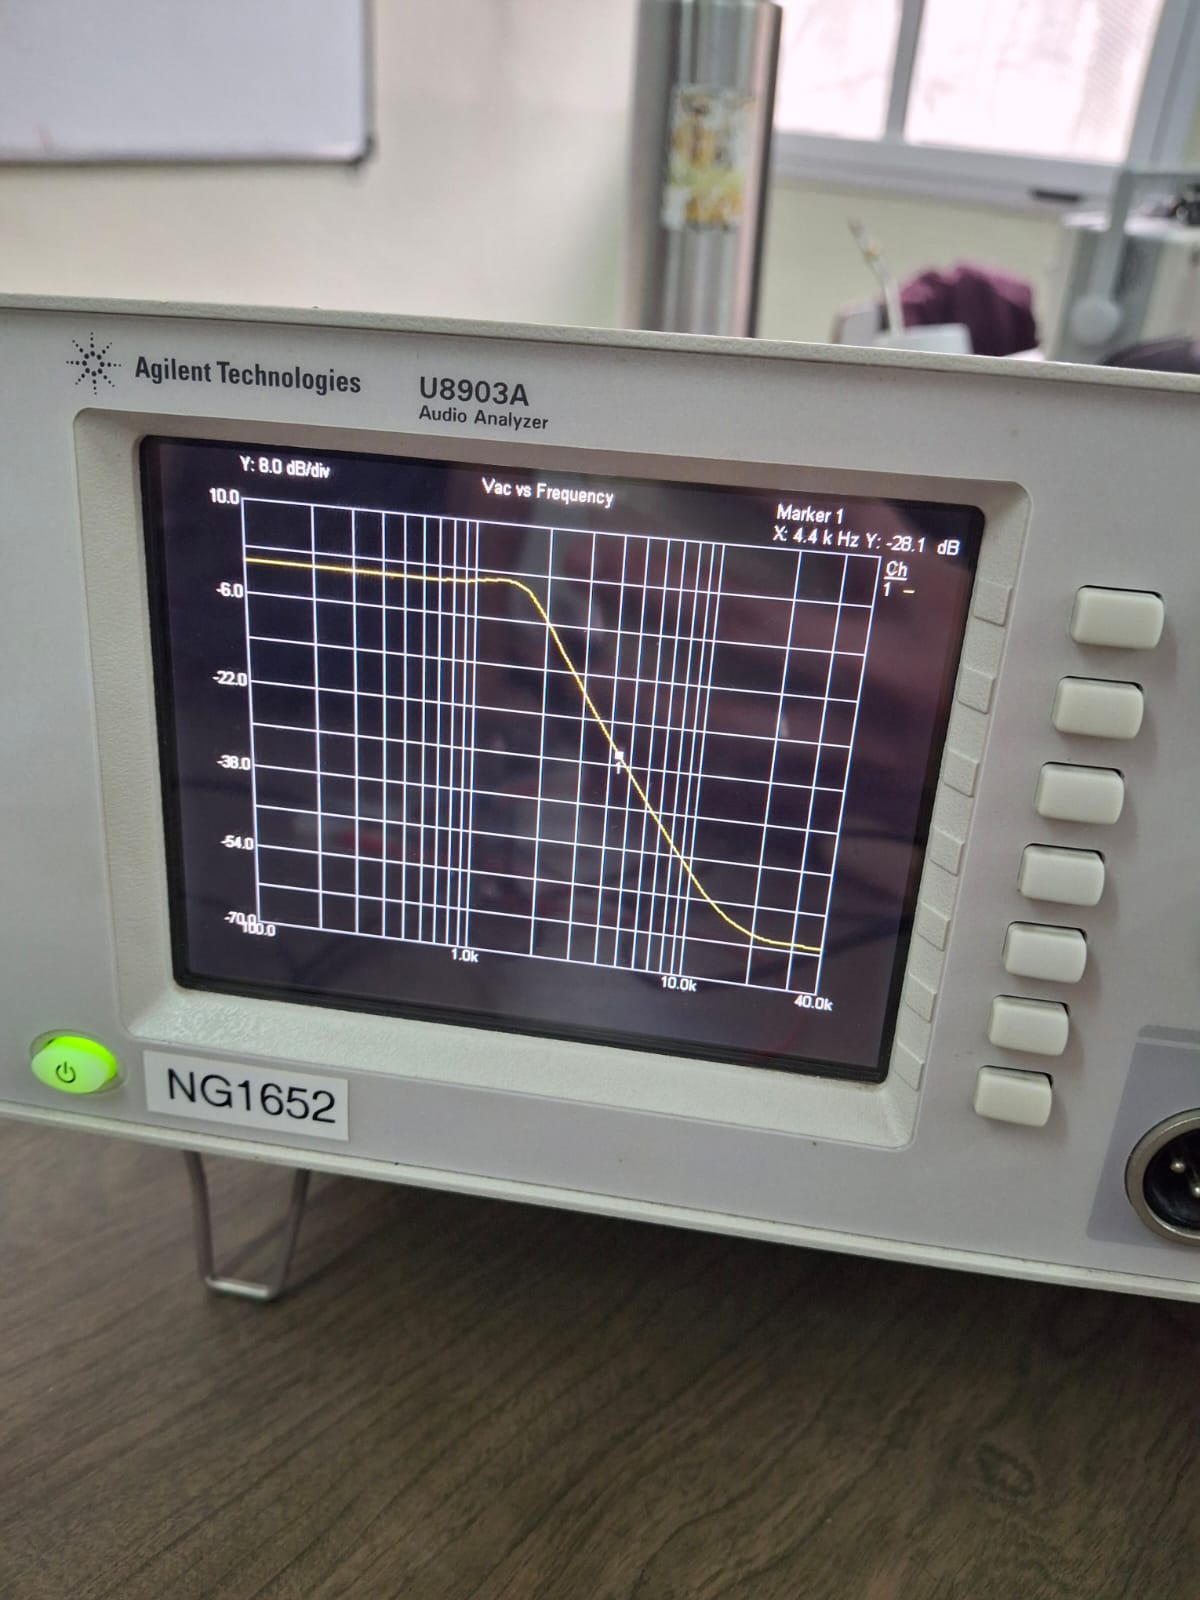 Agilent Technologies
U8903A
Audio Analyzer
Y: 8.0 dB/div
Vac vs Frequency
Marker 1
X: 4.4 k Hz Y: -28.1 dB
Ch
1 –
10.0
-6.0
-22.0
-38.0
1
-54.0
-70.0
100.0
1.0k
10.0k
40.0k
NG1652